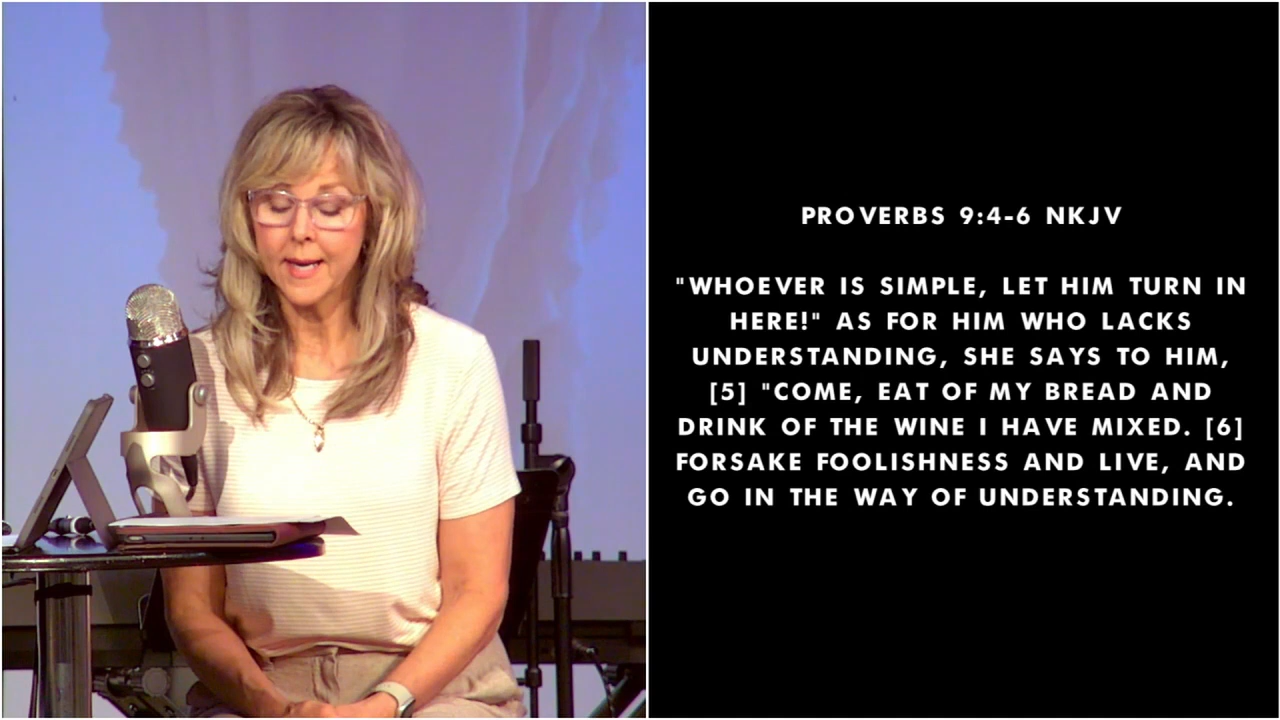 PROVERBS 9:4-6 NKJV
"WHOEVER IS SIMPLE, LET HIM TURN IN
HERE!" AS FOR HIM WHO LACKS
UNDERSTANDING, SHE SAYS TO HIM,
[5] "COME, EAT OF MY BREAD AND
DRINK OF THE WINE I HAVE MIXED. [6]
FORSAKE FOOLISHNESS AND LIVE, AND
GO IN THE WAY OF UNDERSTANDING.